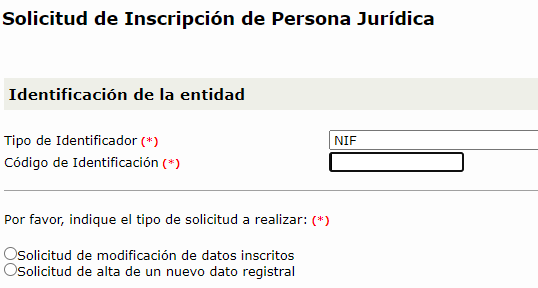 Solicitud de Inscripción de Persona Jurídica
Identificación de la entidad
Tipo de Identificador (*)
NIF
Código de Identificación (*)
Por favor, indique el tipo de solicitud a realizar: (*)
Solicitud de modificación de datos inscritos
Solicitud de alta de un nuevo dato registral